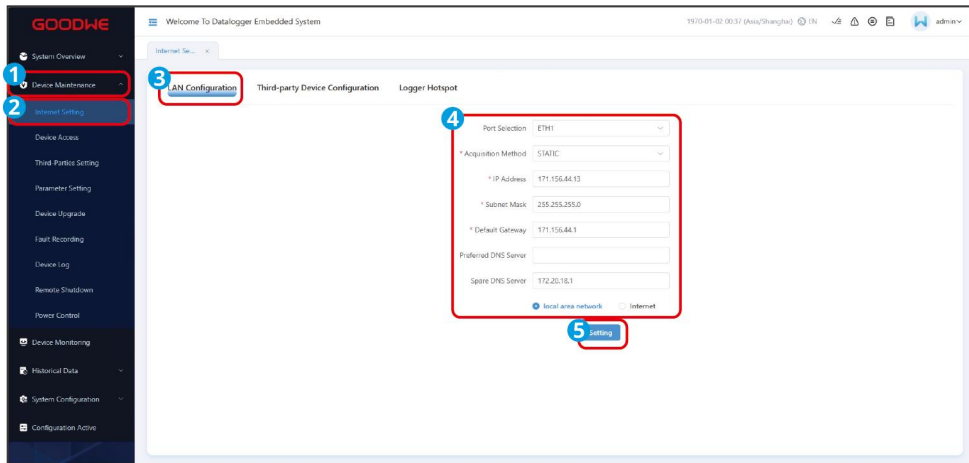 GOODWE
Welcome To Datalogger Embedded System
1970-01-02 00:37 (Asia/Shanghai) EN
admin
Internet Se... ×
System Overview
1
Device Maintenance
2
Internet Setting
Device Access
Third-Parties Setting
Parameter Setting
Device Upgrade
Fault Recording
Device Log
Remote Shutdown
Power Control
Device Monitoring
Historical Data
System Configuration
Configuration Active
3
LAN Configuration
Third-party Device Configuration
Logger Hotspot
4
Port Selection ETH1
* Acquisition Method STATIC
* IP Address 171.156.44.13
* Subnet Mask 255.255.255.0
* Default Gateway 171.156.44.1
Preferred DNS Server
Spare DNS Server 172.20.18.1
local area network Internet
5
Setting